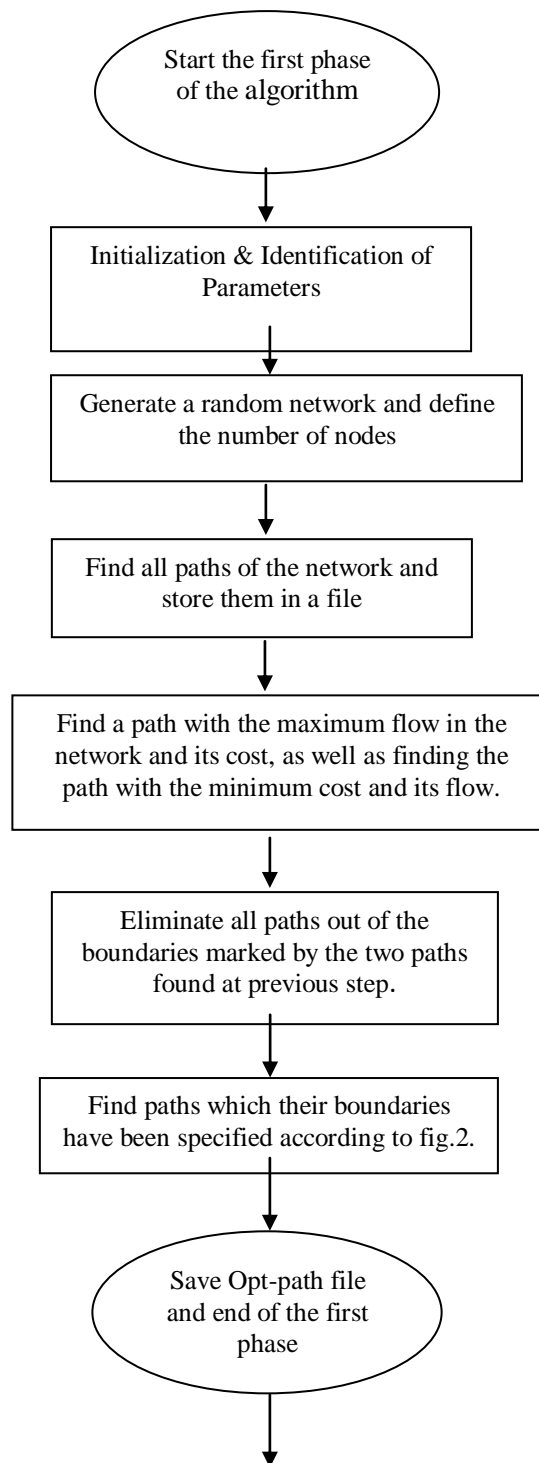 Start the first phase
of the algorithm
Initialization & Identification of
Parameters
Generate a random network and define
the number of nodes
Find all paths of the network and
store them in a file
Find a path with the maximum flow in the
network and its cost, as well as finding the
path with the minimum cost and its flow.
Eliminate all paths out of the
boundaries marked by the two paths
found at previous step.
Find paths which their boundaries
have been specified according to fig.2.
Save Opt-path file
and end of the first
phase